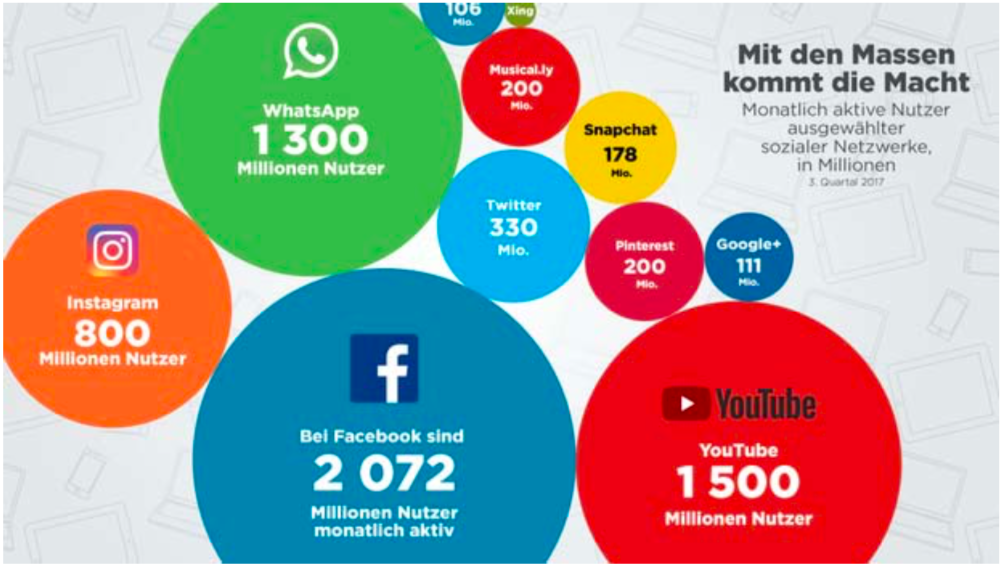 106
Mio.
Xing
Mit den Massen
kommt die Macht
Monatlich aktive Nutzer
ausgewählter
sozialer Netzwerke,
in Millionen
3. Quartal 2017
WhatsApp
1 300
Millionen Nutzer
Musical.ly
200
Mio.
Snapchat
178
Mio.
Twitter
330
Mio.
Pinterest
200
Mio.
Google+
111
Mio.
Instagram
800
Millionen Nutzer
f
Bei Facebook sind
2 072
Millionen Nutzer
monatlich aktiv
YouTube
YouTube
1 500
Millionen Nutzer